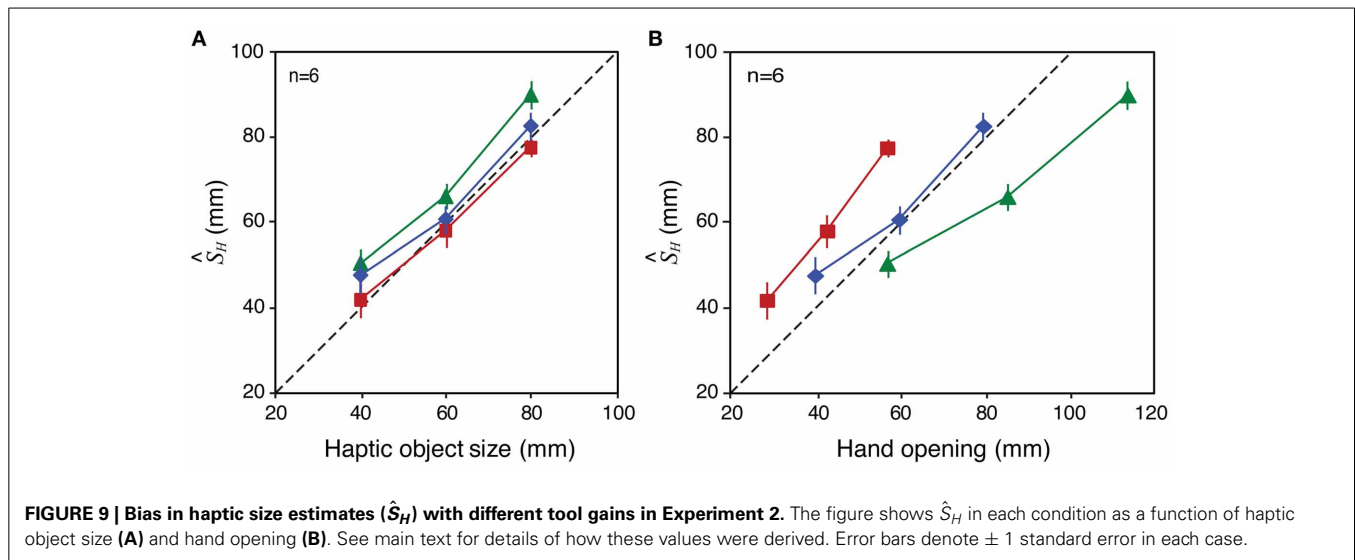 A
B
100
80
60
40
20
n=6
Ŝ_H (mm)
20 40 60 80 100
Haptic object size (mm)
100
80
60
40
20
n=6
Ŝ_H (mm)
20 40 60 80 100 120
Hand opening (mm)
FIGURE 9 | Bias in haptic size estimates (Ŝ_H) with different tool gains in Experiment 2. The figure shows Ŝ_H in each condition as a function of haptic
object size (A) and hand opening (B). See main text for details of how these values were derived. Error bars denote ± 1 standard error in each case.